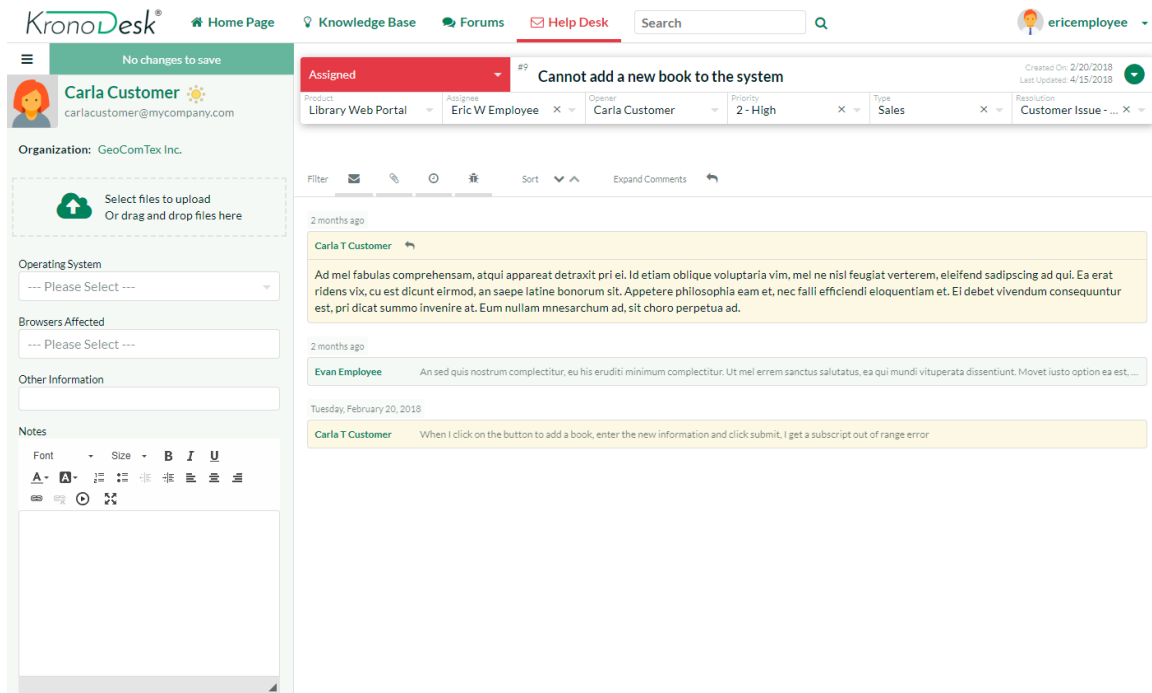 KronoDesk®
Home Page
Knowledge Base
Forums
Help Desk
Search
ericemployee
No changes to save
Carla Customer
carlacustomer@mycompany.com
Organization: GeoComTex Inc.
Select files to upload
Or drag and drop files here
Operating System
--- Please Select ---
Browsers Affected
--- Please Select ---
Other Information
Notes
Font Size B I U
A A
Assigned
#9 Cannot add a new book to the system
Created On: 2/20/2018
Last Updated: 4/15/2018
Product
Library Web Portal
Assignee
Eric W Employee
Opener
Carla Customer
Priority
2 - High
Type
Sales
Resolution
Customer Issue - ...
Filter Sort Expand Comments
2 months ago
Carla T Customer
Ad mel fabulas comprehensam, atqui appareat detraxit pri ei. Id etiam oblique voluptaria vim, mel ne nisl feugiat verterem, eleifend sadipscing ad qui. Ea erat
ridens vix, cu est dicunt eirmod, an saepe latine bonorum sit. Appetere philosophia eam et, nec falli efficiendi eloquentiam et. Ei debet vivendum consequuntur
est, pri dicat summo invenire at. Eum nullam mnesarchum ad, sit choro perpetua ad.
2 months ago
Evan Employee An sed quis nostrum complectitur, eu his eruditi minimum complectitur. Ut mel errem sanctus salutatus, ea qui mundi vituperata dissentiunt. Movet iusto option ea est, ...
Tuesday, February 20, 2018
Carla T Customer When I click on the button to add a book, enter the new information and click submit, I get a subscript out of range error